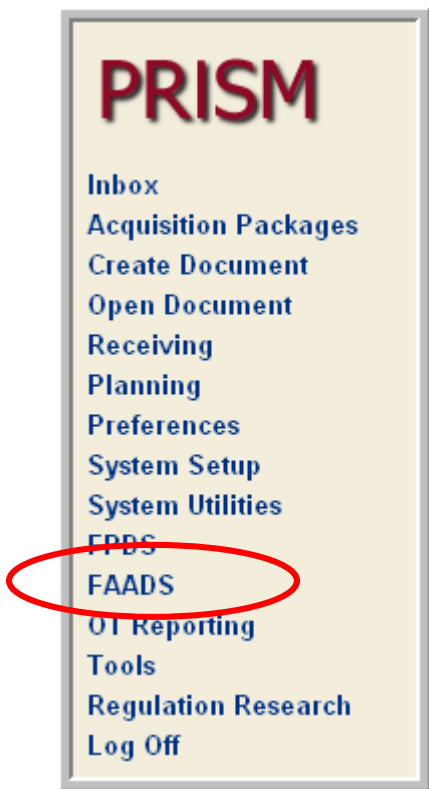 PRISM
Inbox
Acquisition Packages
Create Document
Open Document
Receiving
Planning
Preferences
System Setup
System Utilities
FPDS
FAADS
OT Reporting
Tools
Regulation Research
Log Off